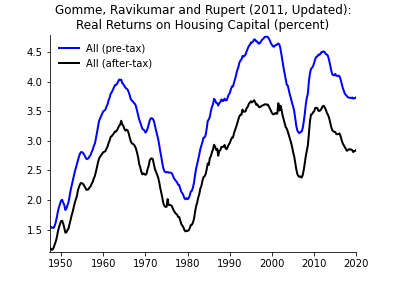 Gomme, Ravikumar and Rupert (2011, Updated):
Real Returns on Housing Capital (percent)
All (pre-tax)
All (after-tax)
4.5
4.0
3.5
3.0
2.5
2.0
1.5
1950 1960 1970 1980 1990 2000 2010 2020